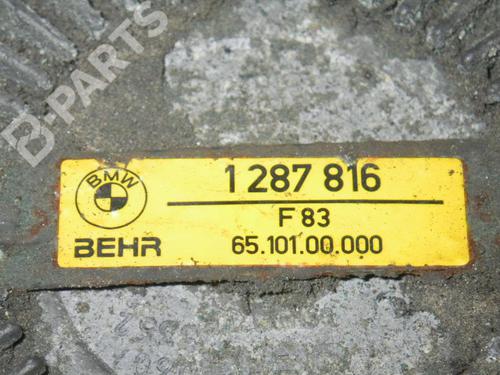 B-PARTS
BMW
1 287 816
F 83
BEHR
65.101.00.000